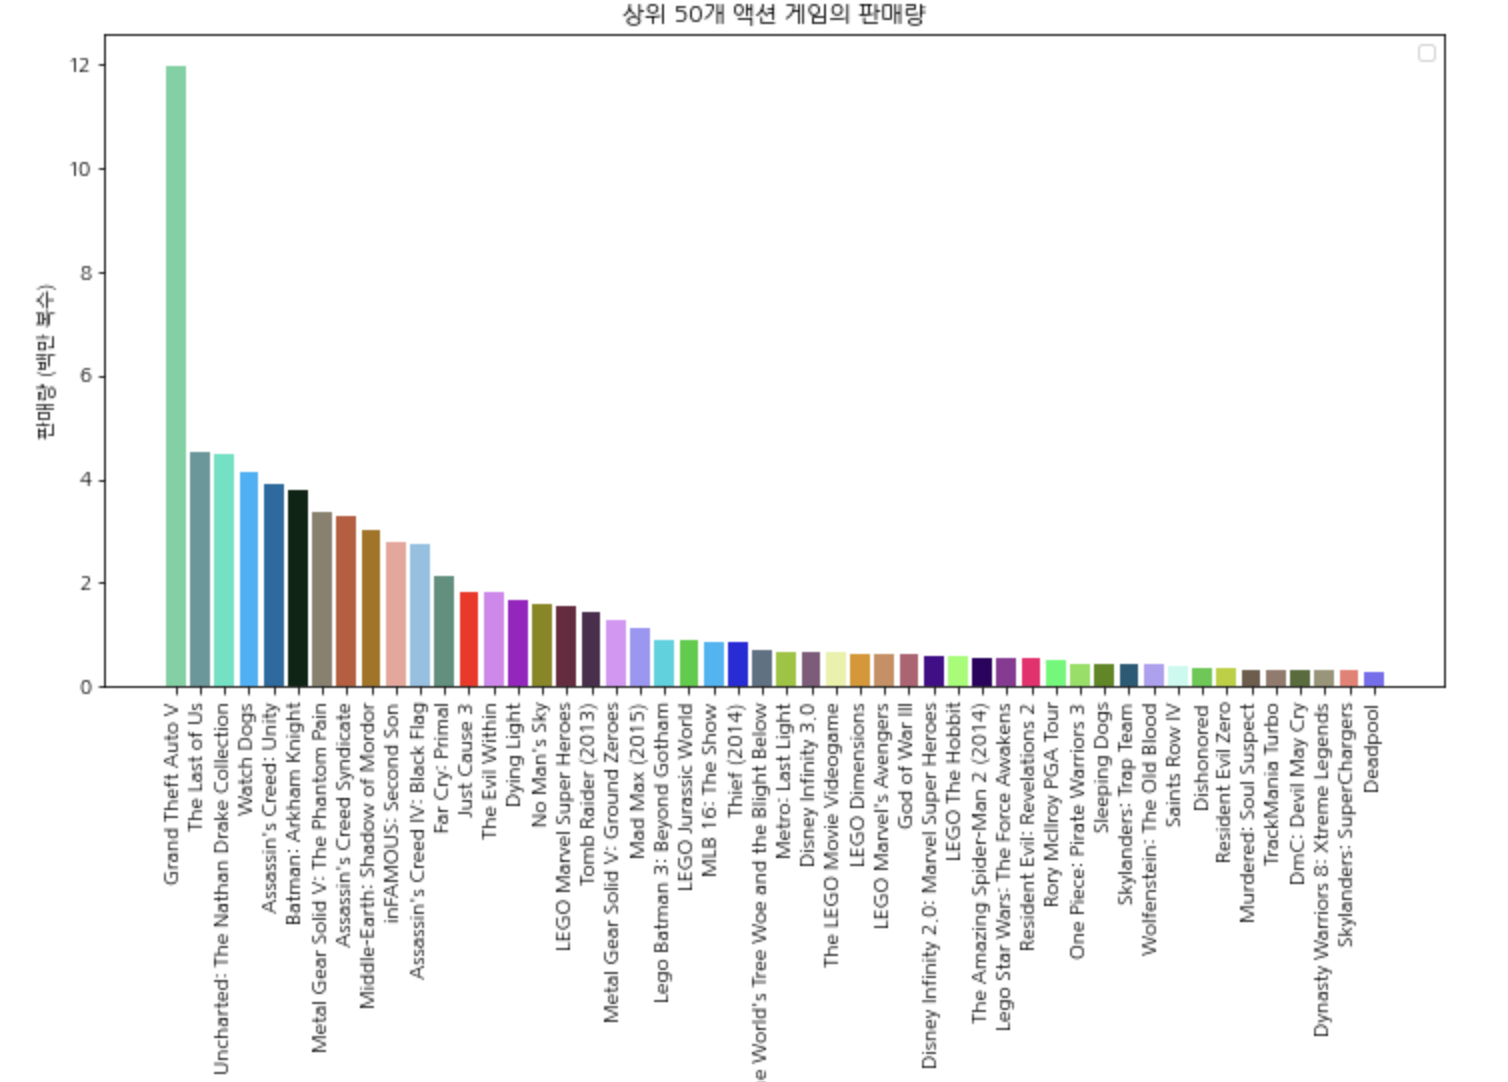 상위 50개 액션 게임의 판매량
판매량 (백만 복수)
12
10
8
6
4
2
0
Grand Theft Auto V
The Last of Us
Uncharted: The Nathan Drake Collection
Watch Dogs
Assassin's Creed: Unity
Batman: Arkham Knight
Metal Gear Solid V: The Phantom Pain
Assassin's Creed Syndicate
Middle-Earth: Shadow of Mordor
inFAMOUS: Second Son
Assassin's Creed IV: Black Flag
Far Cry: Primal
Just Cause 3
The Evil Within
Dying Light
No Man's Sky
LEGO Marvel Super Heroes
Tomb Raider (2013)
Metal Gear Solid V: Ground Zeroes
Mad Max (2015)
Lego Batman 3: Beyond Gotham
LEGO Jurassic World
MLB 16: The Show
Thief (2014)
e World's Tree Woe and the Blight Below
Metro: Last Light
Disney Infinity 3.0
The LEGO Movie Videogame
LEGO Dimensions
LEGO Marvel's Avengers
God of War III
Disney Infinity 2.0: Marvel Super Heroes
LEGO The Hobbit
The Amazing Spider-Man 2 (2014)
Lego Star Wars: The Force Awakens
Resident Evil: Revelations 2
Rory McIlroy PGA Tour
One Piece: Pirate Warriors 3
Sleeping Dogs
Skylanders: Trap Team
Wolfenstein: The Old Blood
Saints Row IV
Dishonored
Resident Evil Zero
Murdered: Soul Suspect
TrackMania Turbo
DmC: Devil May Cry
Dynasty Warriors 8: Xtreme Legends
Skylanders: SuperChargers
Deadpool